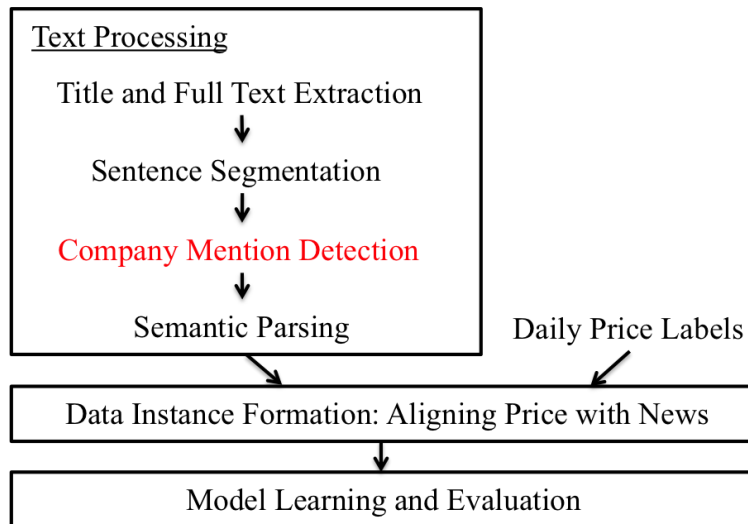 Text Processing
Title and Full Text Extraction
Sentence Segmentation
Company Mention Detection
Semantic Parsing
Daily Price Labels
Data Instance Formation: Aligning Price with News
Model Learning and Evaluation